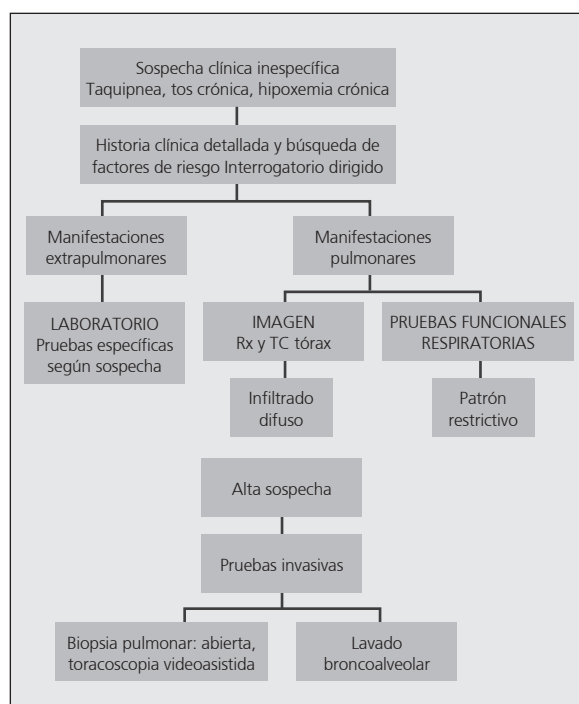 Sospecha clínica inespecífica
Taquipnea, tos crónica, hipoxemia crónica
Historia clínica detallada y búsqueda de
factores de riesgo Interrogatorio dirigido
Manifestaciones
extrapulmonares
Manifestaciones
pulmonares
LABORATORIO
Pruebas específicas
según sospecha
IMAGEN
Rx y TC tórax
PRUEBAS FUNCIONALES
RESPIRATORIAS
Infiltrado
difuso
Patrón
restrictivo
Alta sospecha
Pruebas invasivas
Biopsia pulmonar: abierta,
toracoscopia videoasistida
Lavado
broncoalveolar